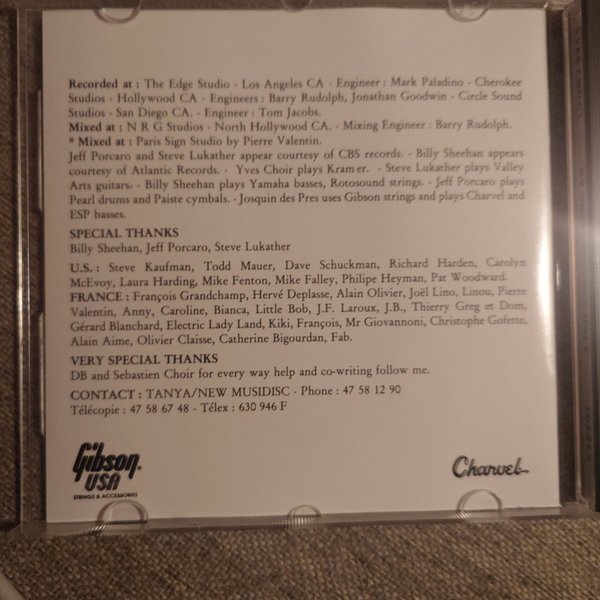 Recorded at : The Edge Studio - Los Angeles CA - Engineer : Mark Paladino - Cherokee
Studios - Hollywood CA - Engineers : Barry Rudolph, Jonathan Goodwin - Circle Sound
Studios - San Diego CA. - Engineer : Tom Jacobs.
Mixed at : N R G Studios - North Hollywood CA. - Mixing Engineer : Barry Rudolph.
* Mixed at : Paris Sign Studio by Pierre Valentin.
Jeff Porcaro and Steve Lukather appear courtesy of CBS records. - Billy Sheehan appears
courtesy of Atlantic Records. - Yves Choir plays Kramer. - Steve Lukather plays Valley
Arts guitars. - Billy Sheehan plays Yamaha basses, Rotosound strings. - Jeff Porcaro plays
Pearl drums and Paiste cymbals. - Josquin des Pres uses Gibson strings and plays Charvel and
ESP basses.
SPECIAL THANKS
Billy Sheehan, Jeff Porcaro, Steve Lukather
U.S. : Steve Kaufman, Todd Mauer, Dave Schuckman, Richard Harden, Carolyn
McEvoy, Laura Harding, Mike Fenton, Mike Falley, Philipe Heyman, Pat Woodward.
FRANCE : François Grandchamp, Hervé Deplasse, Alain Olivier, Joël Lino, Linou, Pierre
Valentin, Anny, Caroline, Bianca, Little Bob, J.F. Laroux, J.B., Thierry Greg et Dom,
Gérard Blanchard, Electric Lady Land, Kiki, François, Mr Giovannoni, Christophe Goffette,
Alain Aime, Olivier Claisse, Catherine Bigourdan, Fab.
VERY SPECIAL THANKS
DB and Sebastien Choir for every way help and co-writing follow me.
CONTACT : TANYA/NEW MUSIDISC - Phone : 47 58 12 90
Télécopie : 47 58 67 48 - Télex : 630 946 F
Gibson USA
STRINGS & ACCESSORIES
Charvel